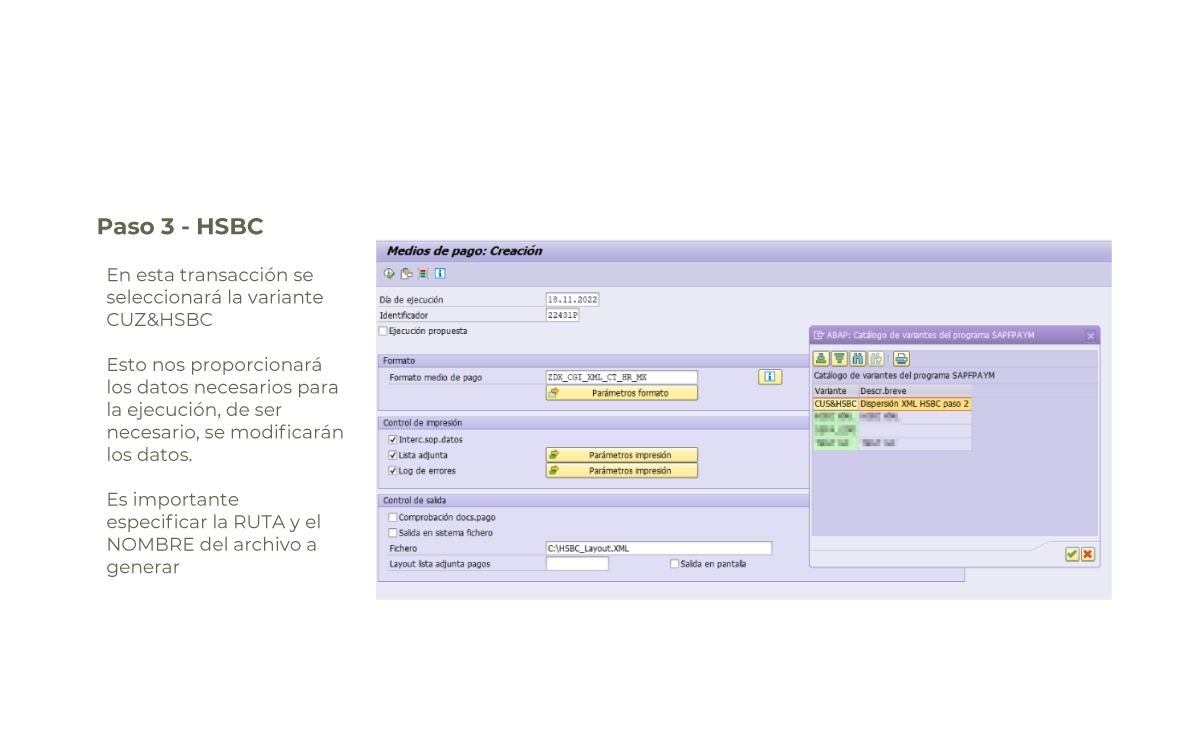 Paso 3 - HSBC
En esta transacción se
seleccionará la variante
CUZ&HSBC
Esto nos proporcionará
los datos necesarios para
la ejecución, de ser
necesario, se modificarán
los datos.
Es importante
especificar la RUTA y el
NOMBRE del archivo a
generar
Medios de pago: Creación
Día de ejecución 18.11.2022
Identificador 22431P
Ejecución propuesta
Formato
Formato medio de pago ZDX_CGI_XML_CT_HR_MX
Parámetros formato
Control de impresión
Interc.sop.datos
Lista adjunta Parámetros impresión
Log de errores Parámetros impresión
Control de salida
Comprobación docs.pago
Salida en sistema fichero
Fichero C:\HSBC_Layout.XML
Layout lista adjunta pagos Salida en pantalla
ABAP: Catálogo de variantes del programa SAPFPAYM
Catálogo de variantes del programa SAPFPAYM
Variante Descr.breve
CUS&HSBC Dispersión XML HSBC paso 2